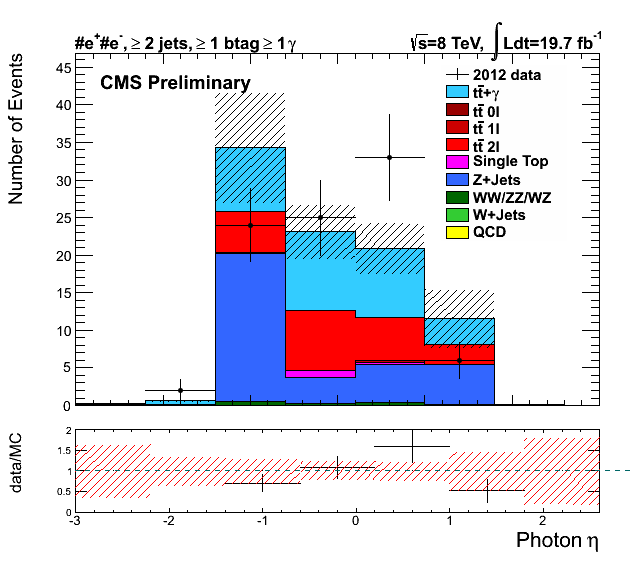 #e⁺#e⁻, ≥ 2 jets, ≥ 1 btag ≥ 1 γ
√s=8 TeV, ∫ Ldt=19.7 fb⁻¹
CMS Preliminary
Number of Events
45
40
35
30
25
20
15
10
5
0
2012 data
tt̄+γ
tt̄ 0l
tt̄ 1l
tt̄ 2l
Single Top
Z+Jets
WW/ZZ/WZ
W+Jets
QCD
data/MC
2
1.5
1
0.5
0
-3 -2 -1 0 1 2
Photon η